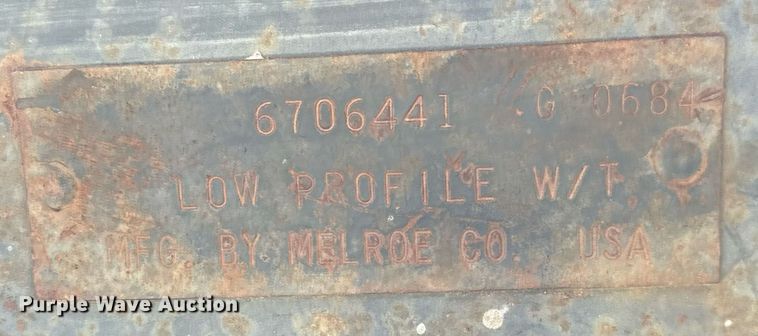 6706441 G 0684
LOW PROFILE W/T.
MFG. BY MELROE CO. USA
Purple Wave Auction